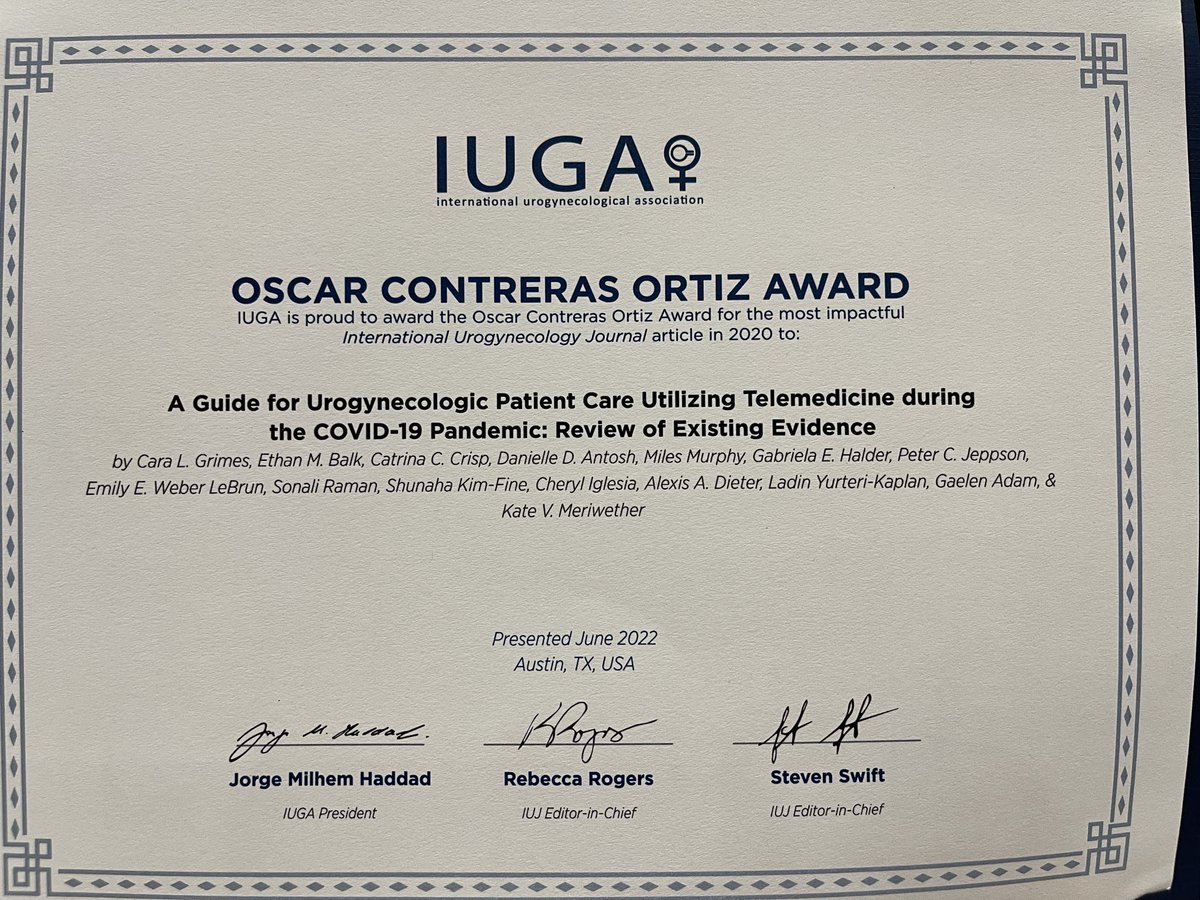 IUGA
international urogynecological association
OSCAR CONTRERAS ORTIZ AWARD
IUGA is proud to award the Oscar Contreras Ortiz Award for the most impactful
International Urogynecology Journal article in 2020 to:
A Guide for Urogynecologic Patient Care Utilizing Telemedicine during
the COVID-19 Pandemic: Review of Existing Evidence
by Cara L. Grimes, Ethan M. Balk, Catrina C. Crisp, Danielle D. Antosh, Miles Murphy, Gabriela E. Halder, Peter C. Jeppson,
Emily E. Weber LeBrun, Sonali Raman, Shunaha Kim-Fine, Cheryl Iglesia, Alexis A. Dieter, Ladin Yurteri-Kaplan, Gaelen Adam, &
Kate V. Meriwether
Presented June 2022
Austin, TX, USA
Jorge M. Haddad.
Jorge Milhem Haddad
Rebecca Rogers
Steven Swift
IUGA President
IUJ Editor-in-Chief
IUJ Editor-in-Chief